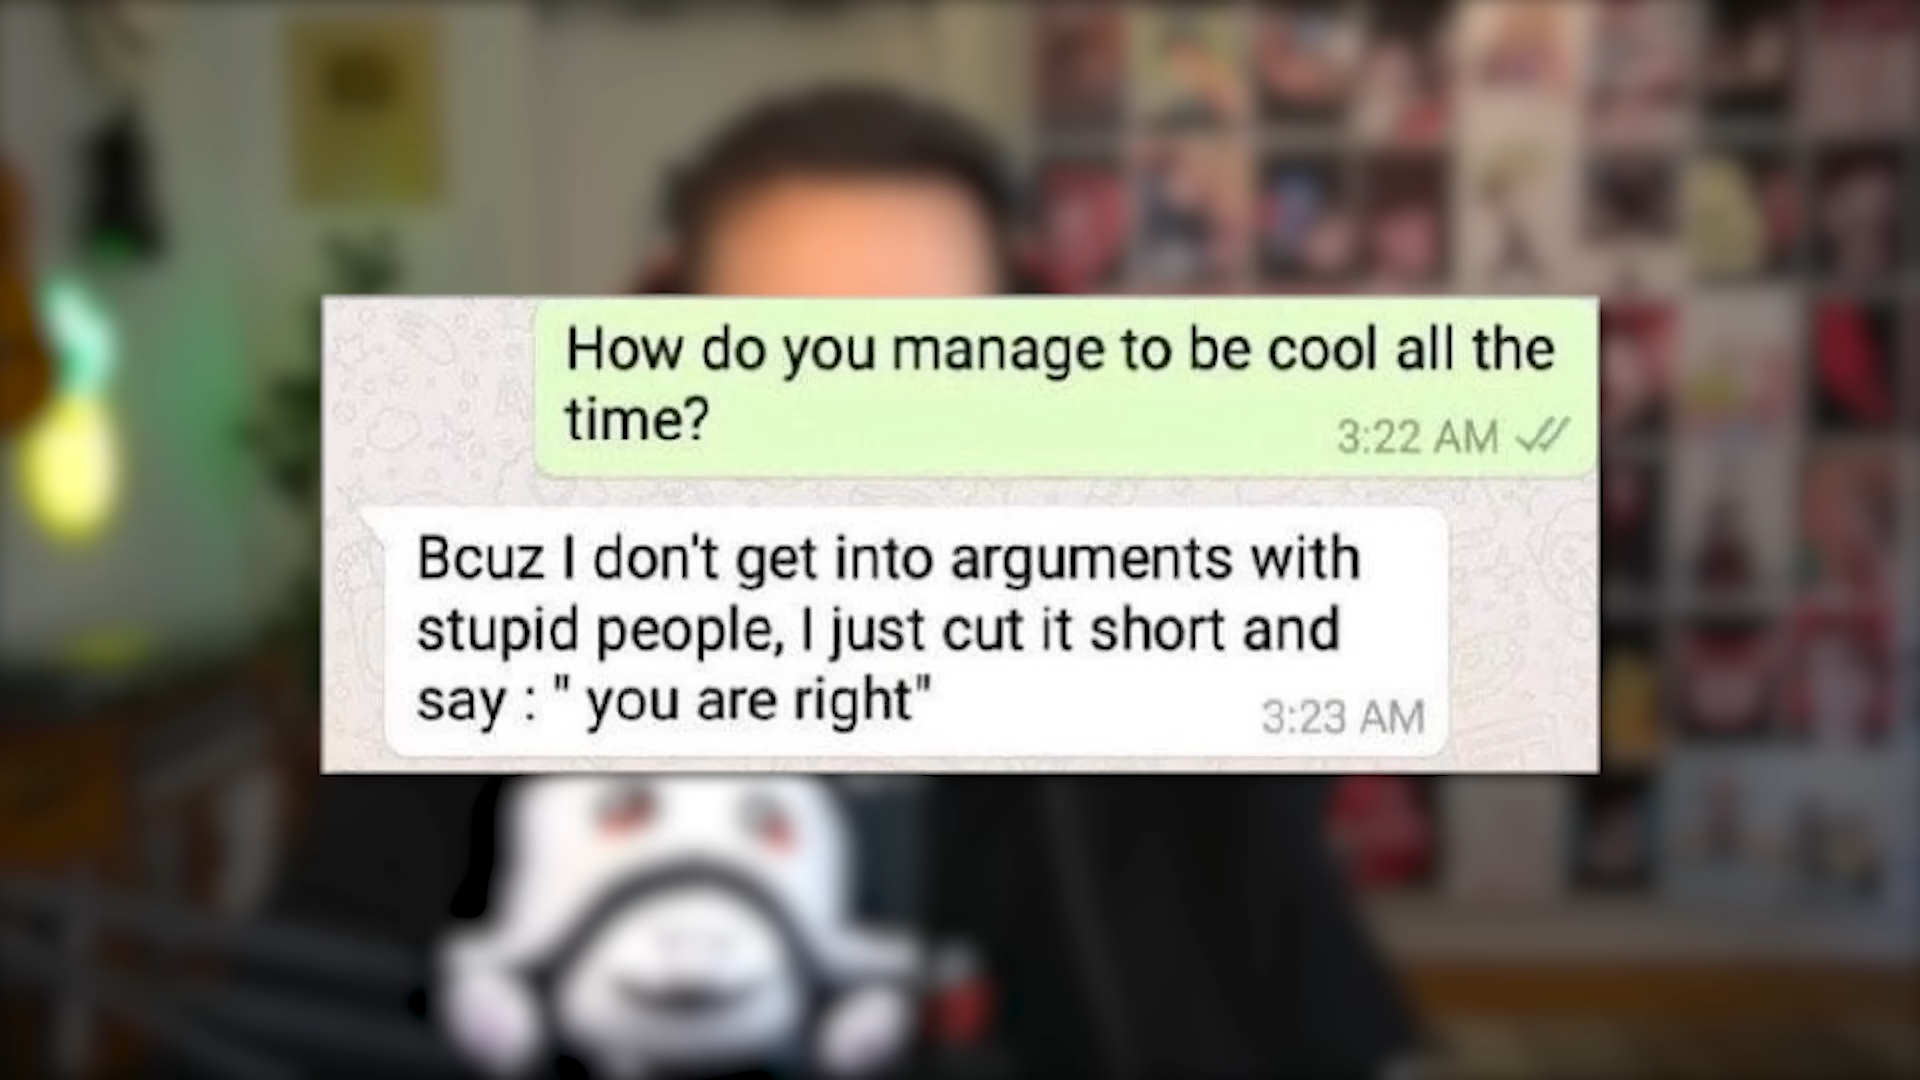 How do you manage to be cool all the
time?
3:22 AM
Bcuz I don't get into arguments with
stupid people, I just cut it short and
say : " you are right"
3:23 AM